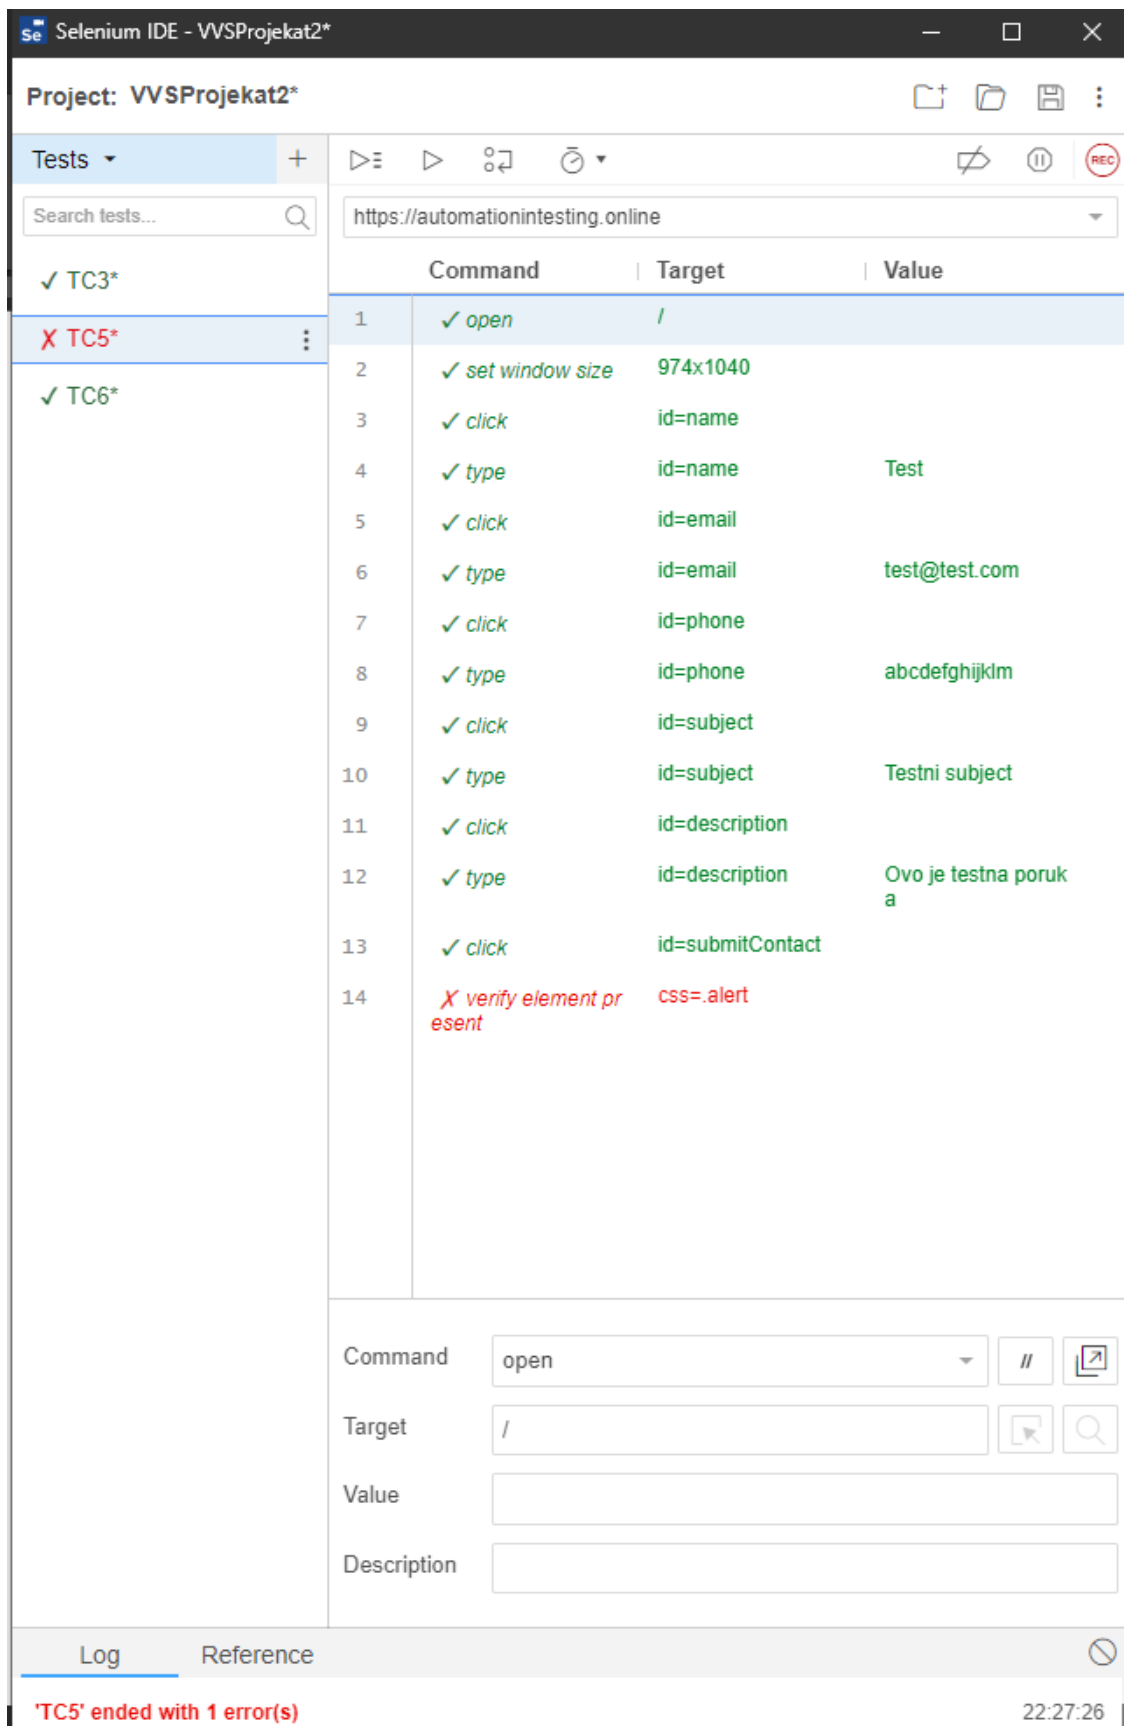 Se Selenium IDE - VVSProjekat2*
Project: VVSProjekat2*
Tests
REC
Search tests...
https://automationintesting.online
Command Target Value
✓ TC3*
✗ TC5*
✓ TC6*
1 ✓ open /
2 ✓ set window size 974x1040
3 ✓ click id=name
4 ✓ type id=name Test
5 ✓ click id=email
6 ✓ type id=email test@test.com
7 ✓ click id=phone
8 ✓ type id=phone abcdefghijklm
9 ✓ click id=subject
10 ✓ type id=subject Testni subject
11 ✓ click id=description
12 ✓ type id=description Ovo je testna poruk
a
13 ✓ click id=submitContact
14 ✗ verify element pr css=.alert
esent
Command open //
Target /
Value
Description
Log Reference
'TC5' ended with 1 error(s) 22:27:26